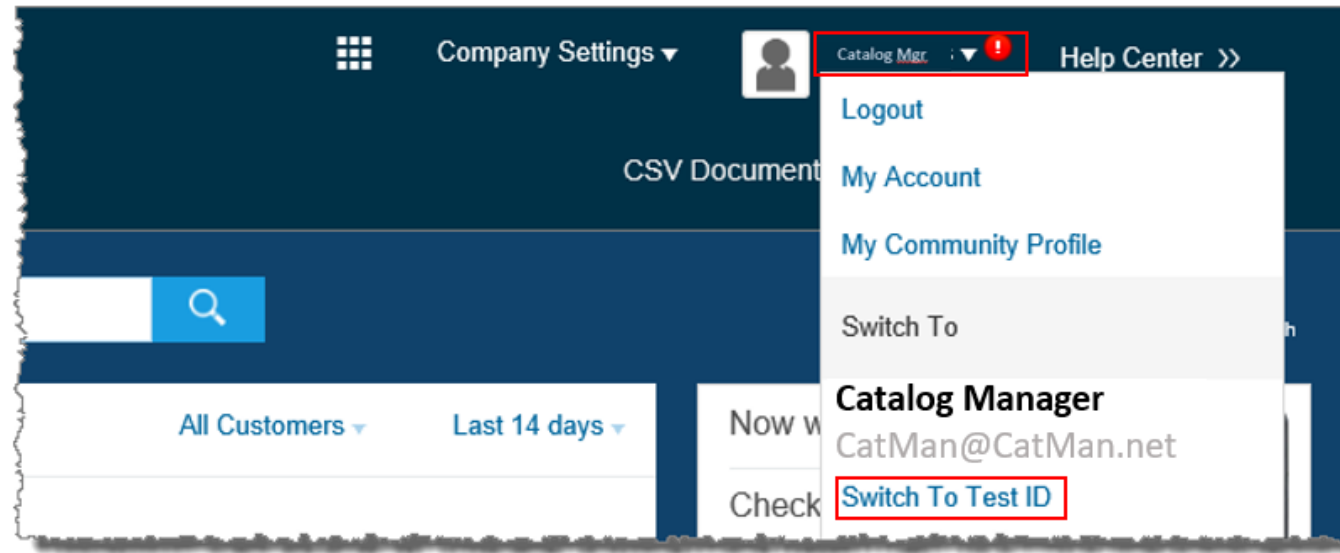 Company Settings
Catalog Mgr.
!
Help Center >>
Logout
CSV Document
My Account
My Community Profile
Switch To
h
Catalog Manager
All Customers
Last 14 days
Now w
CatMan@CatMan.net
Check
Switch To Test ID